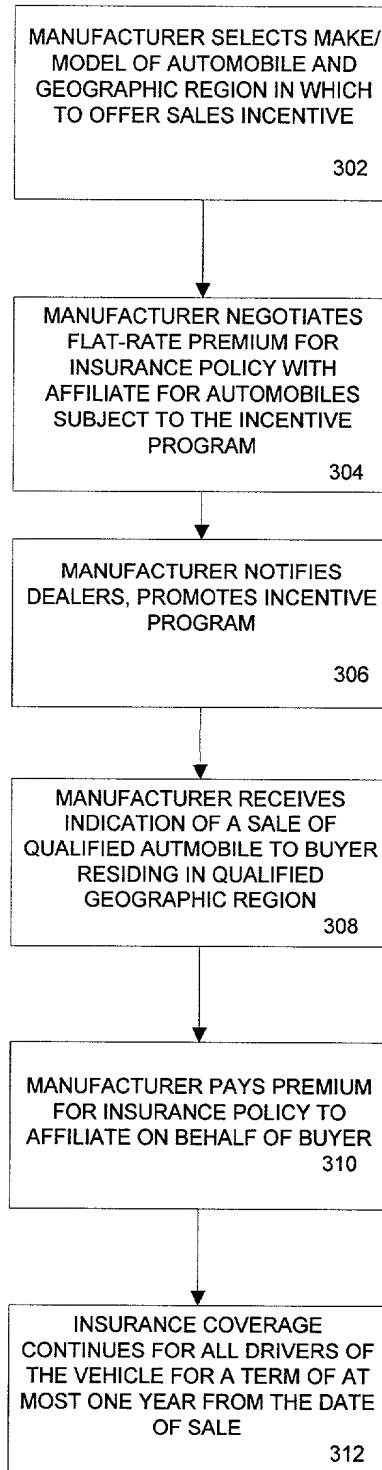 MANUFACTURER SELECTS MAKE/
MODEL OF AUTOMOBILE AND
GEOGRAPHIC REGION IN WHICH
TO OFFER SALES INCENTIVE
302
MANUFACTURER NEGOTIATES
FLAT-RATE PREMIUM FOR
INSURANCE POLICY WITH
AFFILIATE FOR AUTOMOBILES
SUBJECT TO THE INCENTIVE
PROGRAM
304
MANUFACTURER NOTIFIES
DEALERS, PROMOTES INCENTIVE
PROGRAM
306
MANUFACTURER RECEIVES
INDICATION OF A SALE OF
QUALIFIED AUTMOBILE TO BUYER
RESIDING IN QUALIFIED
GEOGRAPHIC REGION
308
MANUFACTURER PAYS PREMIUM
FOR INSURANCE POLICY TO
AFFILIATE ON BEHALF OF BUYER
310
INSURANCE COVERAGE
CONTINUES FOR ALL DRIVERS OF
THE VEHICLE FOR A TERM OF AT
MOST ONE YEAR FROM THE DATE
OF SALE
312